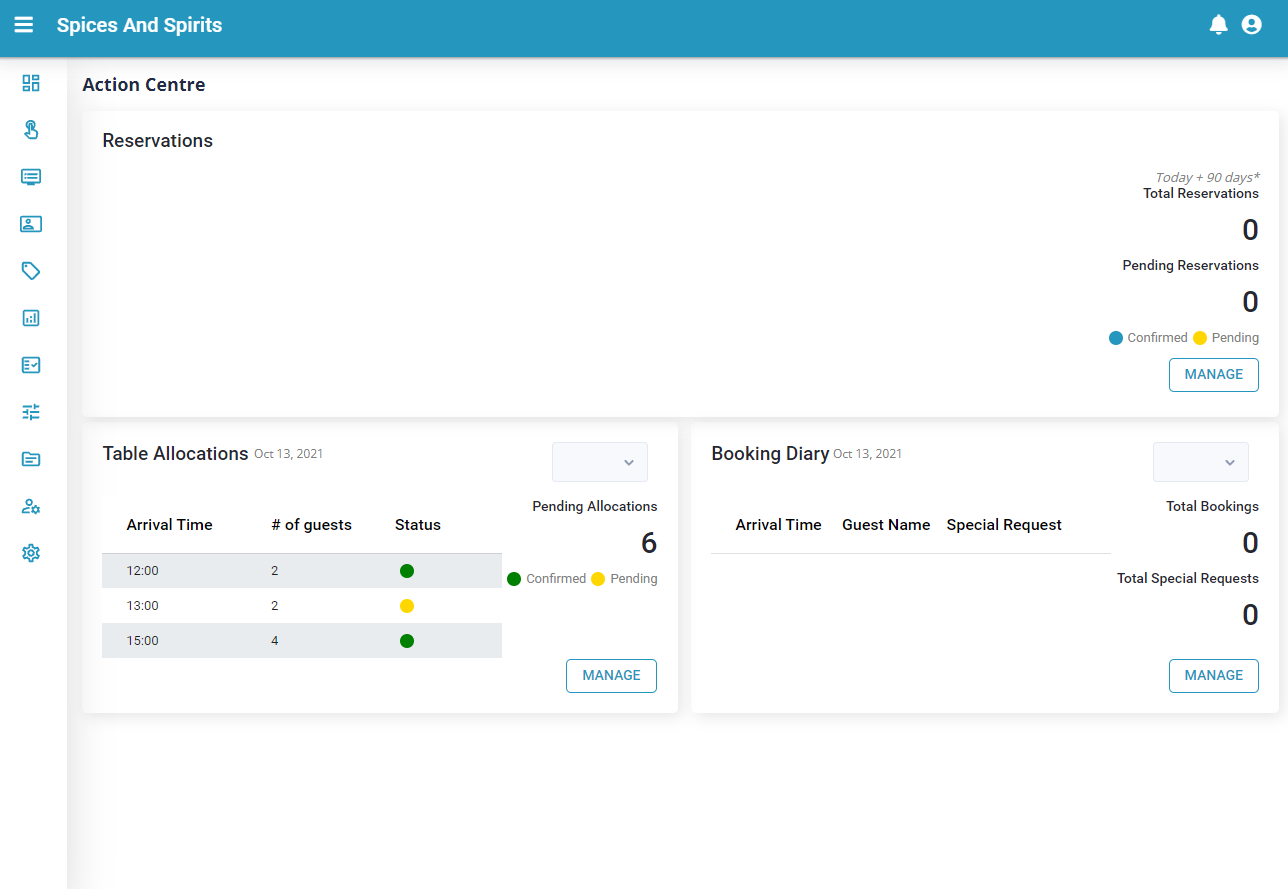 Spices And Spirits
Action Centre
Reservations
Today + 90 days*
Total Reservations
0
Pending Reservations
0
Confirmed Pending
MANAGE
Table Allocations Oct 13, 2021
Pending Allocations
6
Confirmed Pending
Arrival Time # of guests Status
12:00 2
13:00 2
15:00 4
MANAGE
Booking Diary Oct 13, 2021
Arrival Time Guest Name Special Request
Total Bookings
0
Total Special Requests
0
MANAGE